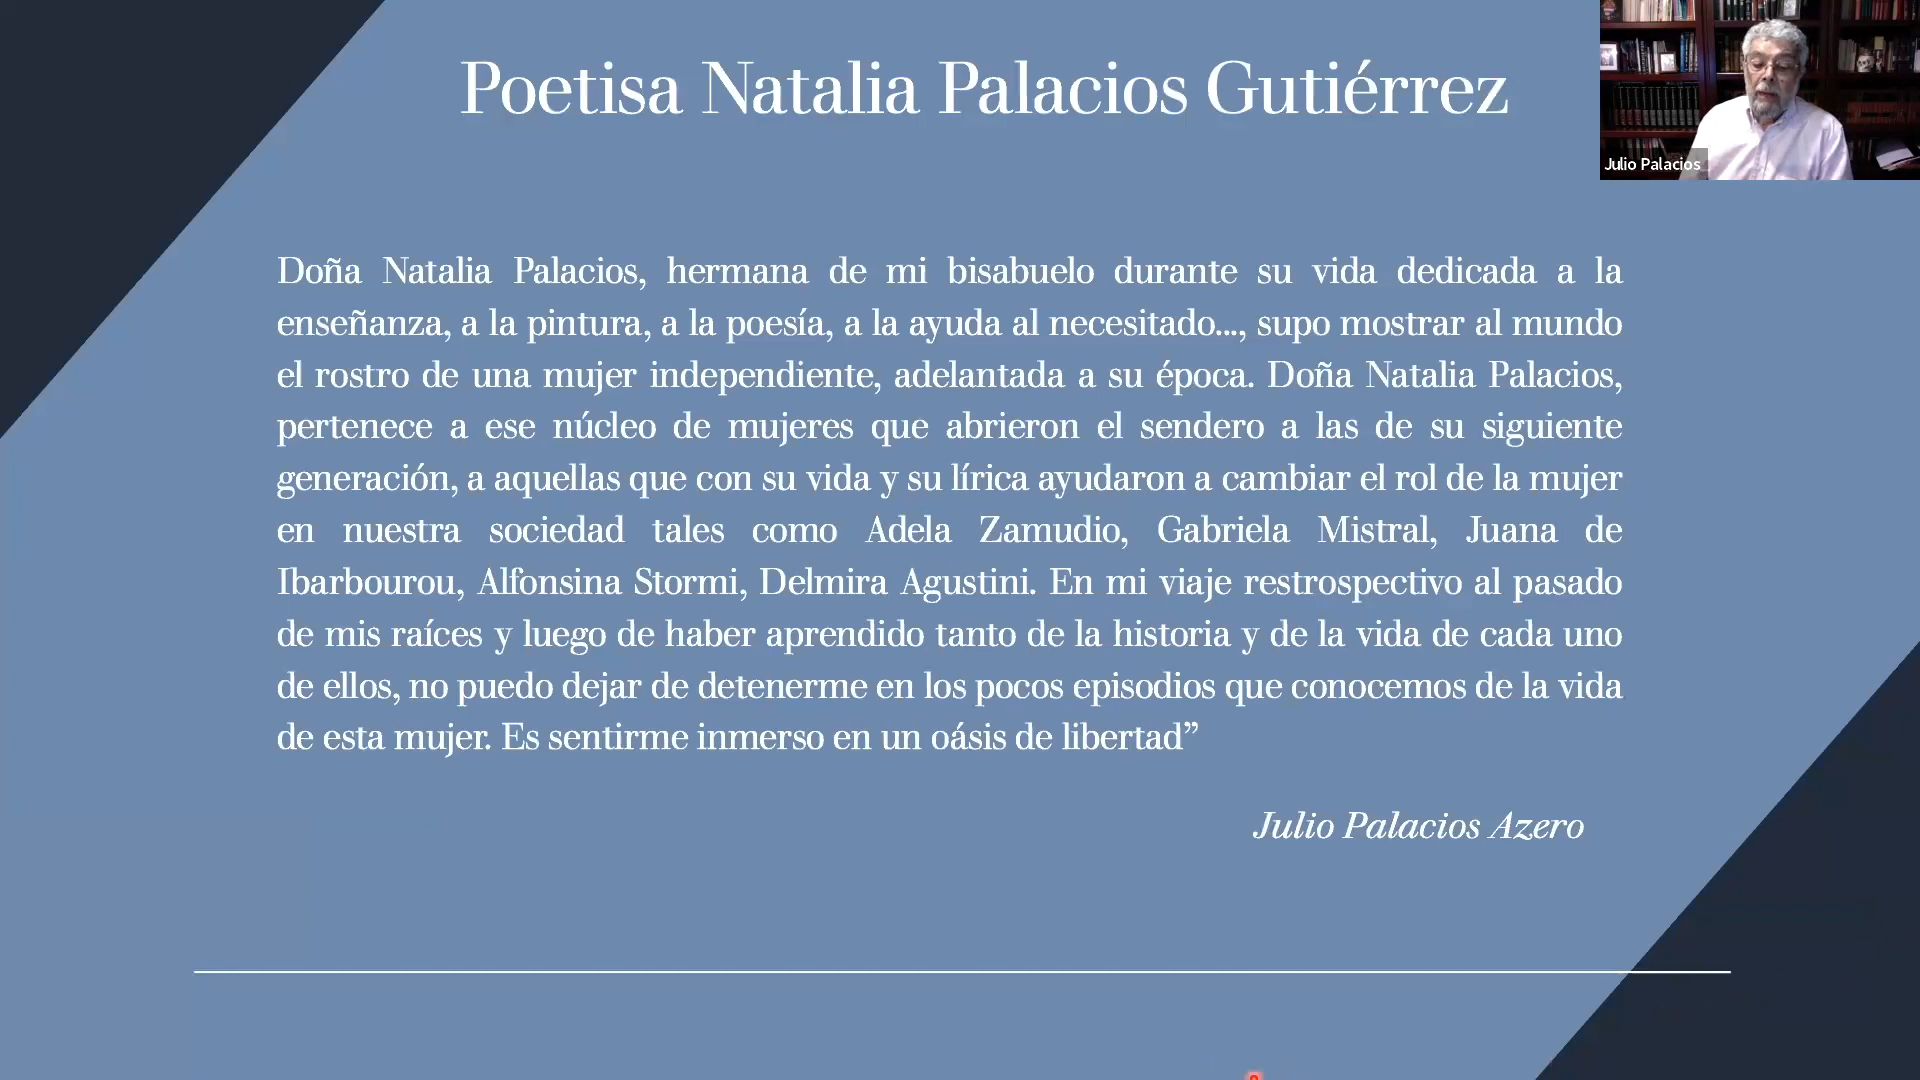 Poetisa Natalia Palacios Gutiérrez
Julio Palacios
Doña Natalia Palacios, hermana de mi bisabuelo durante su vida dedicada a la
enseñanza, a la pintura, a la poesía, a la ayuda al necesitado..., supo mostrar al mundo
el rostro de una mujer independiente, adelantada a su época. Doña Natalia Palacios,
pertenece a ese núcleo de mujeres que abrieron el sendero a las de su siguiente
generación, a aquellas que con su vida y su lírica ayudaron a cambiar el rol de la mujer
en nuestra sociedad tales como Adela Zamudio, Gabriela Mistral, Juana de
Ibarbourou, Alfonsina Stormi, Delmira Agustini. En mi viaje restrospectivo al pasado
de mis raíces y luego de haber aprendido tanto de la historia y de la vida de cada uno
de ellos, no puedo dejar de detenerme en los pocos episodios que conocemos de la vida
de esta mujer. Es sentirme inmerso en un oásis de libertad”
Julio Palacios Azero